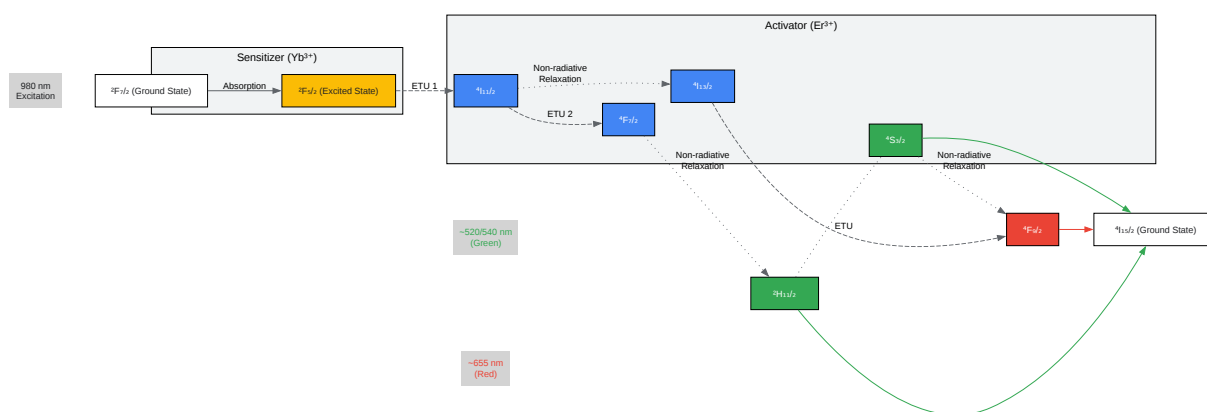 Activator (Er³⁺)
Sensitizer (Yb³⁺)
980 nm
Excitation
²F₇/₂ (Ground State)
Absorption
²F₅/₂ (Excited State)
ETU 1
⁴I₁₁/₂
Non-radiative
Relaxation
⁴I₁₃/₂
ETU 2
⁴F₇/₂
Non-radiative
Relaxation
⁴S₃/₂
Non-radiative
Relaxation
~520/540 nm
(Green)
ETU
⁴F₉/₂
⁴I₁₅/₂ (Ground State)
²H₁₁/₂
~655 nm
(Red)